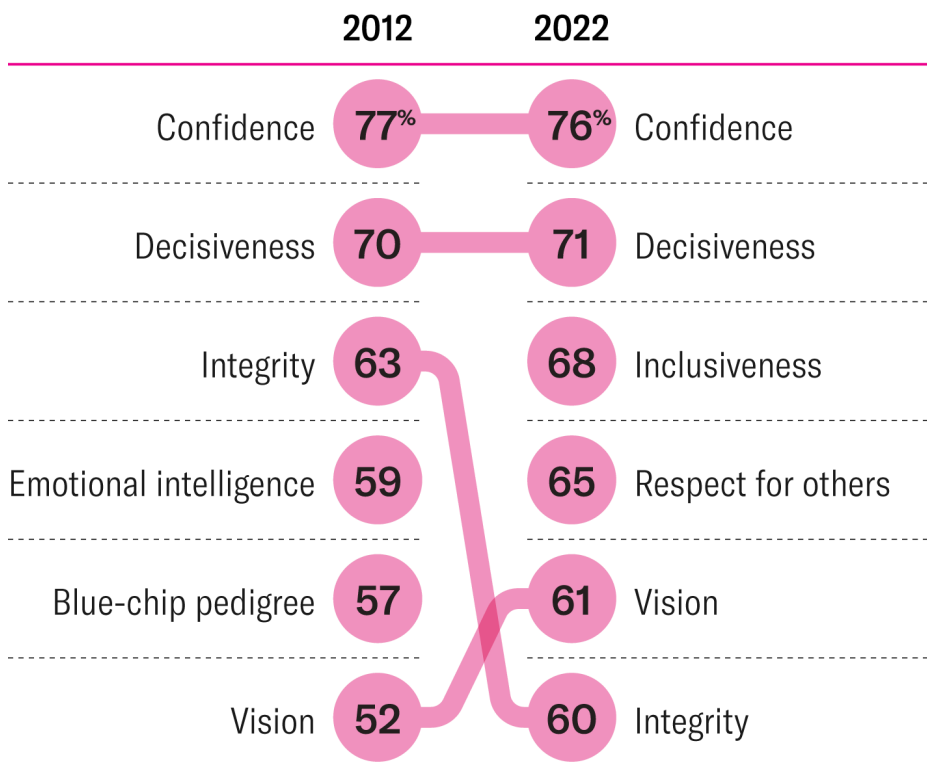 2012 2022
Confidence 77% 76% Confidence
Decisiveness 70 71 Decisiveness
Integrity 63 68 Inclusiveness
Emotional intelligence 59 65 Respect for others
Blue-chip pedigree 57 61 Vision
Vision 52 60 Integrity